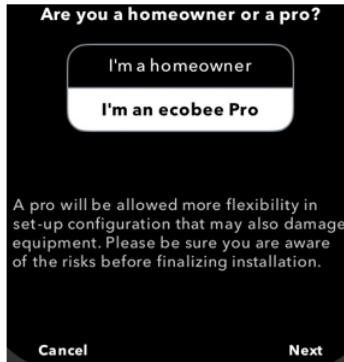 Are you a homeowner or a pro?
I'm a homeowner
I'm an ecobee Pro
A pro will be allowed more flexibility in
set-up configuration that may also damage
equipment. Please be sure you are aware
of the risks before finalizing installation.
Cancel Next